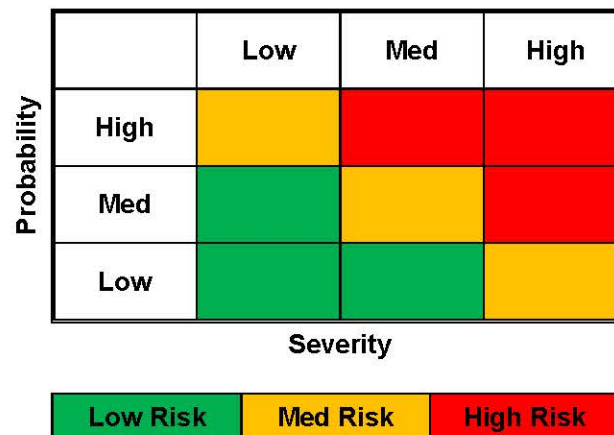 Low Med High
Probability
High
Med
Low
Severity
Low Risk Med Risk High Risk